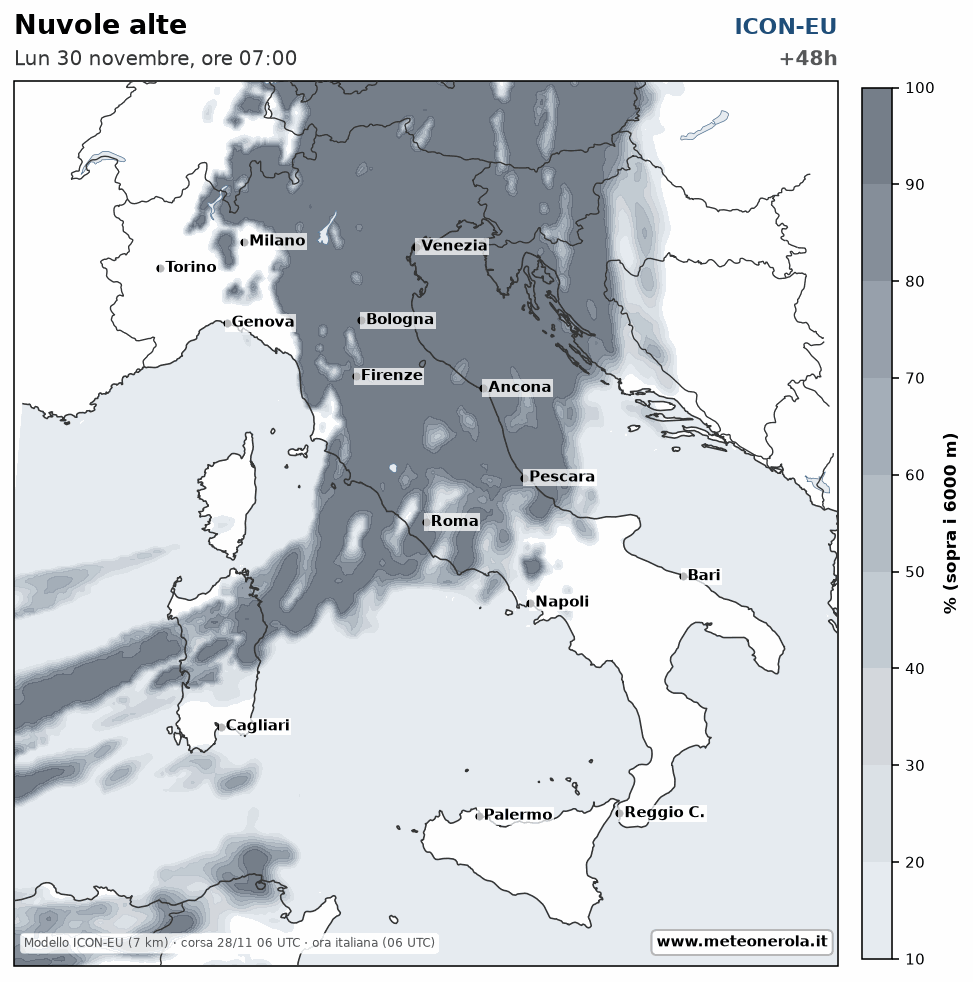 Nuvole alte
ICON-EU
Lun 30 novembre, ore 07:00
+48h
100
90
80
70
60
50
40
30
20
10
% (sopra i 6000 m)
Milano
Venezia
Torino
Genova
Bologna
Firenze
Ancona
Pescara
Roma
Bari
Napoli
Cagliari
Palermo
Reggio C.
Modello ICON-EU (7 km) · corsa 28/11 06 UTC · ora italiana (06 UTC)
www.meteonerola.it